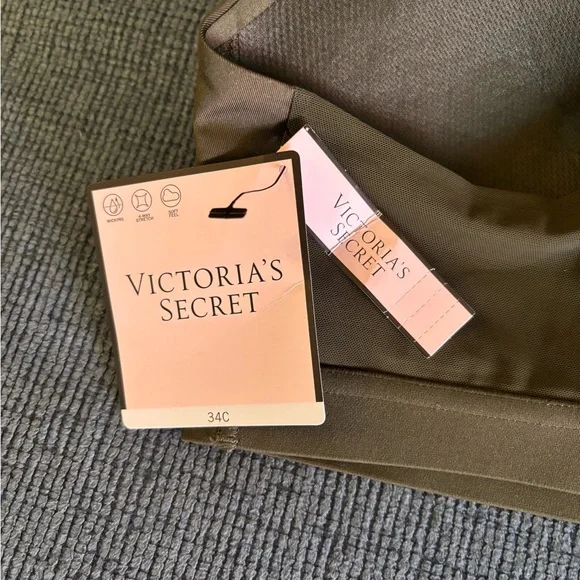 WICKING
4-WAY
STRETCH
SOFT
FEEL
VICTORIA'S
SECRET
34C
VICTORIA'S
SECRET